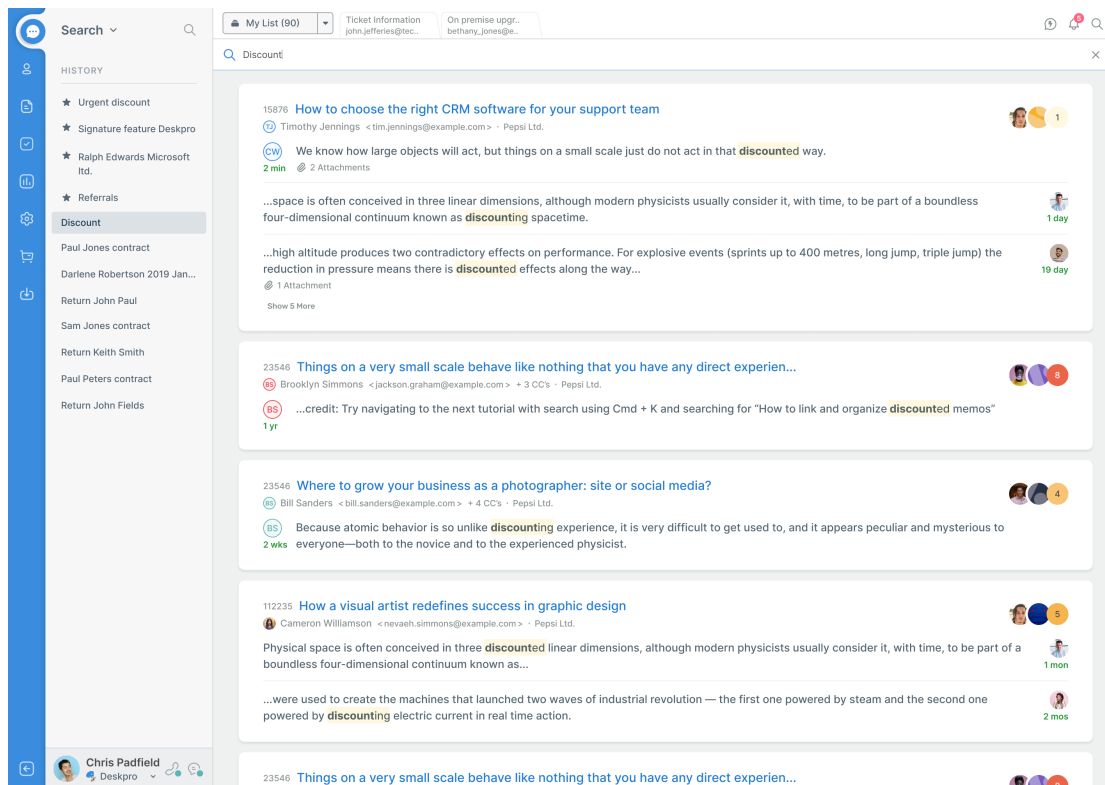 Search
HISTORY
Urgent discount
Signature feature Deskpro
Ralph Edwards Microsoft
ltd.
Referrals
Discount
Paul Jones contract
Darlene Robertson 2019 Jan...
Return John Paul
Sam Jones contract
Return Keith Smith
Paul Peters contract
Return John Fields
Chris Padfield
Deskpro
My List (90)
Ticket Information
john.jefferies@tec..
On premise upgr..
bethany_jones@e..
5
Discount
15876 How to choose the right CRM software for your support team
TJ Timothy Jennings <tim.jennings@example.com> · Pepsi Ltd.
1
CW We know how large objects will act, but things on a small scale just do not act in that discounted way.
2 min 2 Attachments
...space is often conceived in three linear dimensions, although modern physicists usually consider it, with time, to be part of a boundless
four-dimensional continuum known as discounting spacetime.
1 day
...high altitude produces two contradictory effects on performance. For explosive events (sprints up to 400 metres, long jump, triple jump) the
reduction in pressure means there is discounted effects along the way...
19 day
1 Attachment
Show 5 More
23546 Things on a very small scale behave like nothing that you have any direct experien...
BS Brooklyn Simmons <jackson.graham@example.com> + 3 CC's · Pepsi Ltd.
8
BS ...credit: Try navigating to the next tutorial with search using Cmd + K and searching for “How to link and organize discounted memos”
1 yr
23546 Where to grow your business as a photographer: site or social media?
BS Bill Sanders <bill.sanders@example.com> + 4 CC's · Pepsi Ltd.
4
BS Because atomic behavior is so unlike discounting experience, it is very difficult to get used to, and it appears peculiar and mysterious to
2 wks everyone—both to the novice and to the experienced physicist.
112235 How a visual artist redefines success in graphic design
Cameron Williamson <nevaeh.simmons@example.com> · Pepsi Ltd.
5
Physical space is often conceived in three discounted linear dimensions, although modern physicists usually consider it, with time, to be part of a
boundless four-dimensional continuum known as...
1 mon
...were used to create the machines that launched two waves of industrial revolution — the first one powered by steam and the second one
powered by discounting electric current in real time action.
2 mos
23546 Things on a very small scale behave like nothing that you have any direct experien...